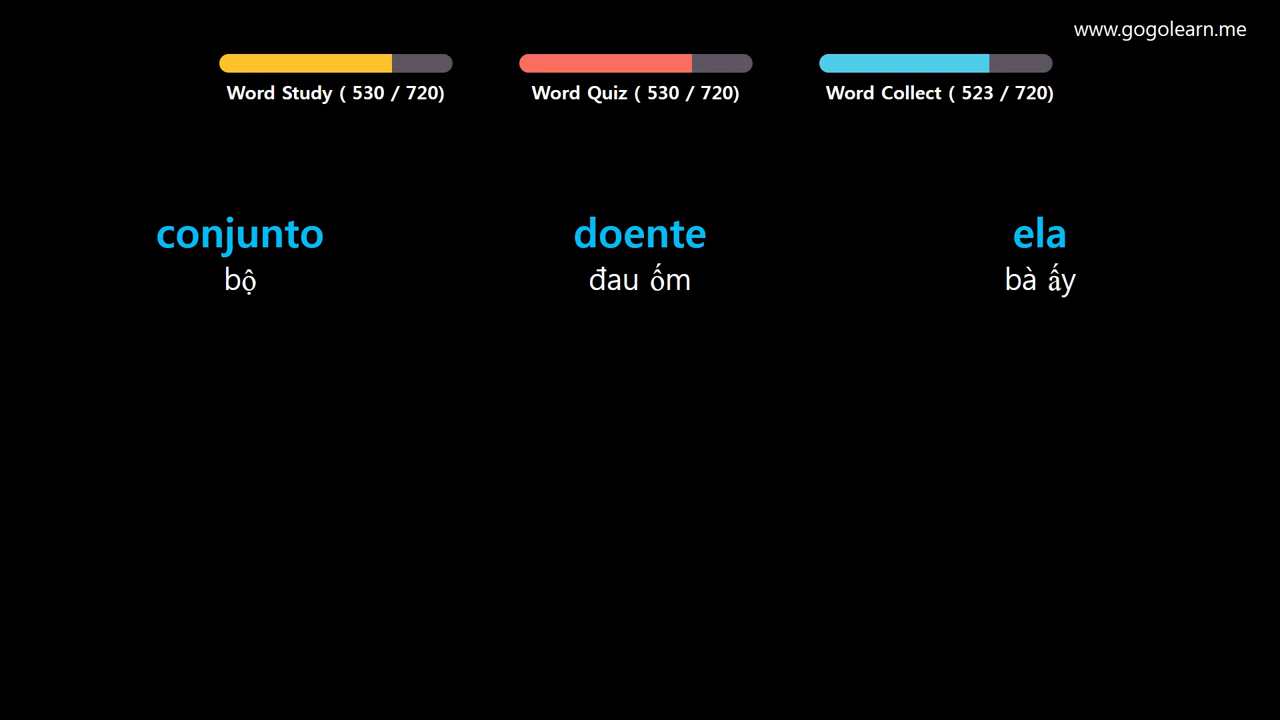 www.gogolearn.me
Word Study ( 530 / 720)
Word Quiz ( 530 / 720)
Word Collect ( 523 / 720)
conjunto
bộ
doente
đau ốm
ela
bà ấy